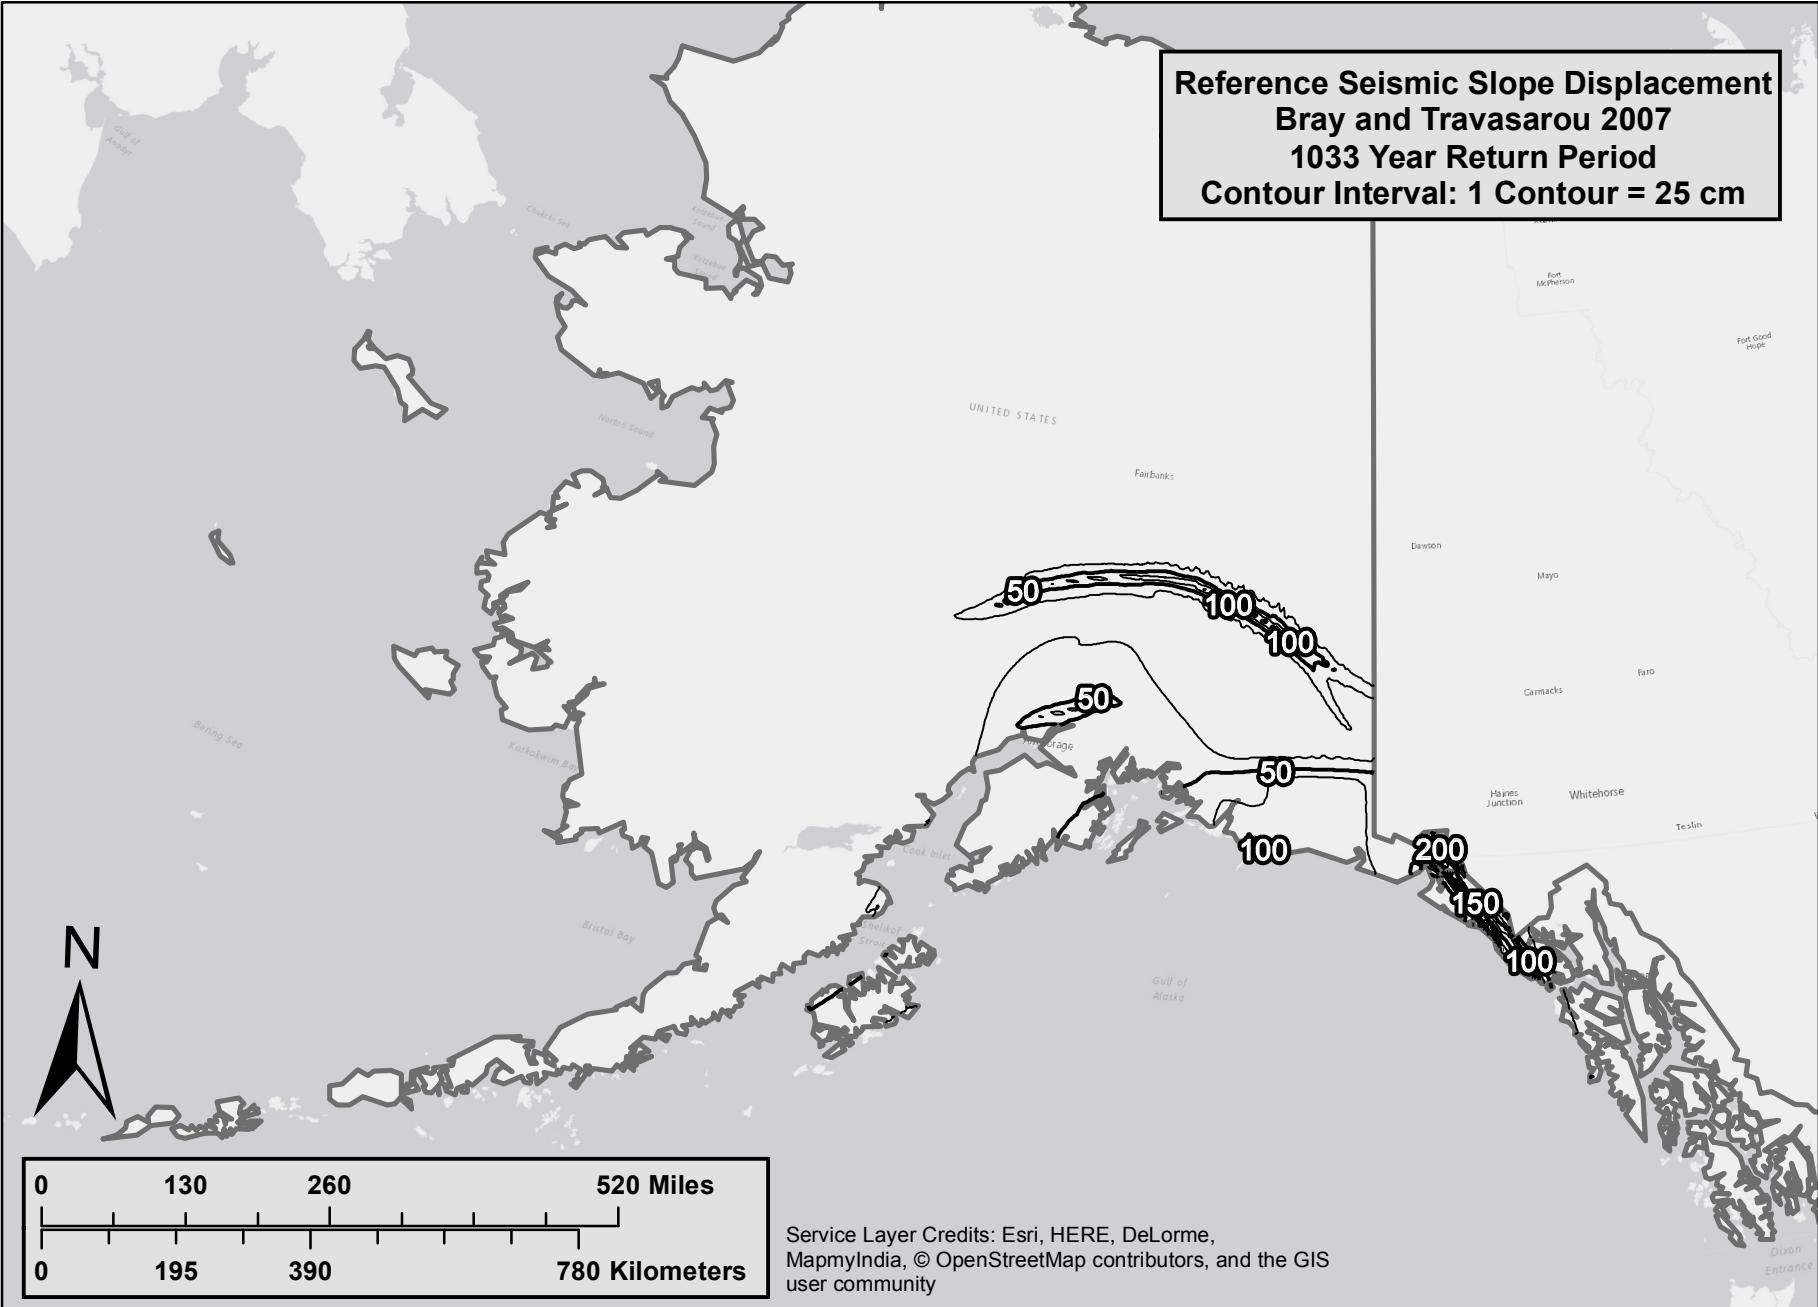 Reference Seismic Slope Displacement
Bray and Travasarou 2007
1033 Year Return Period
Contour Interval: 1 Contour = 25 cm
Gulf of
Anadyr
Chukchi Sea
Kotzebue
Sound
Kotzebue
Sound
Fort
McPherson
Fort Good
Hope
UNITED STATES
Norton Sound
Fairbanks
Dawson
Mayo
50
100
100
Faro
Carmacks
50
Bering Sea
Kuskokwim Bay
50
Haines
Junction
Whitehorse
Teslin
Cook Inlet
100
200
150
Shelikof
Strait
Bristol Bay
100
N
Gulf of
Alaska
0 130 260 520 Miles
0 195 390 780 Kilometers
Service Layer Credits: Esri, HERE, DeLorme,
MapmyIndia, © OpenStreetMap contributors, and the GIS
user community
Dixon
Entrance